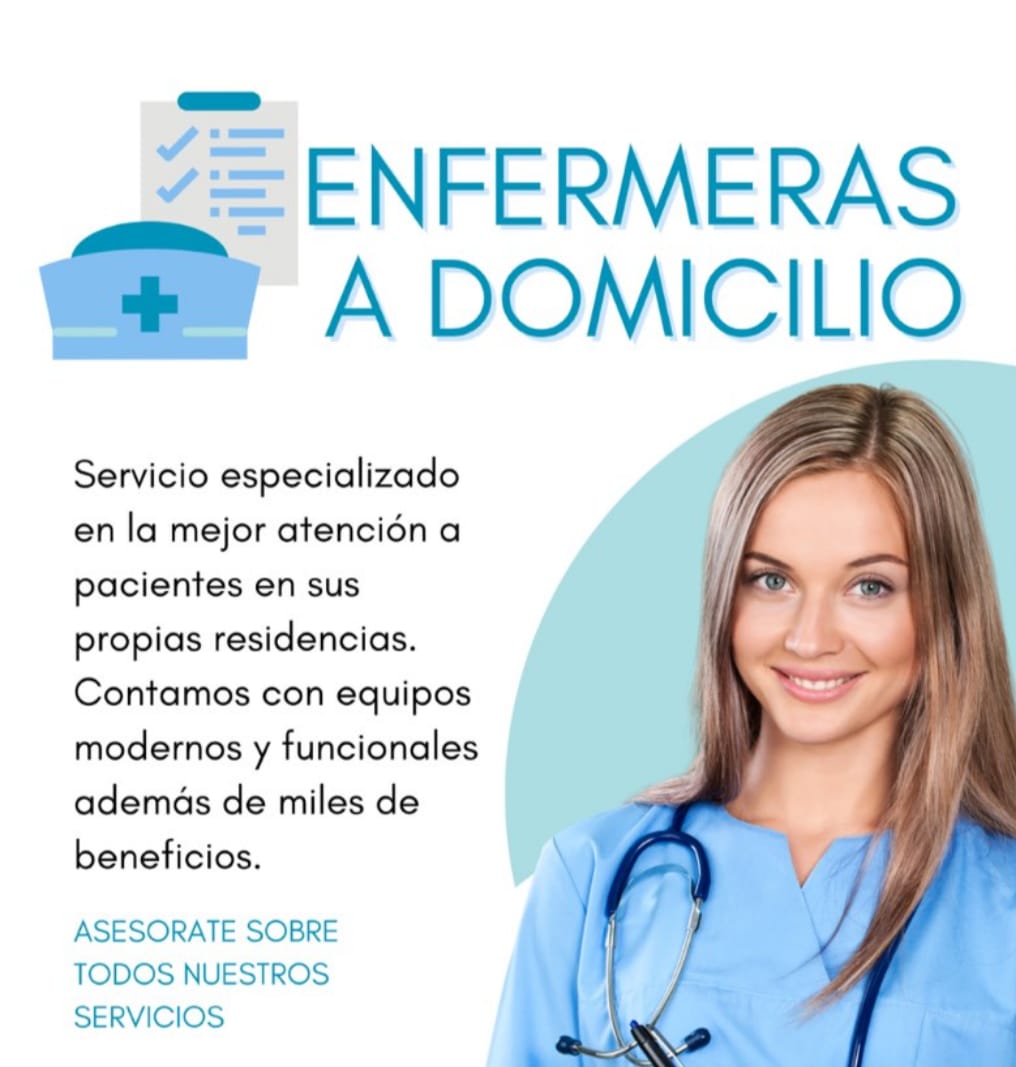 ENFERMERAS
A DOMICILIO
Servicio especializado
en la mejor atención a
pacientes en sus
propias residencias.
Contamos con equipos
modernos y funcionales
además de miles de
beneficios.
ASESORATE SOBRE
TODOS NUESTROS
SERVICIOS